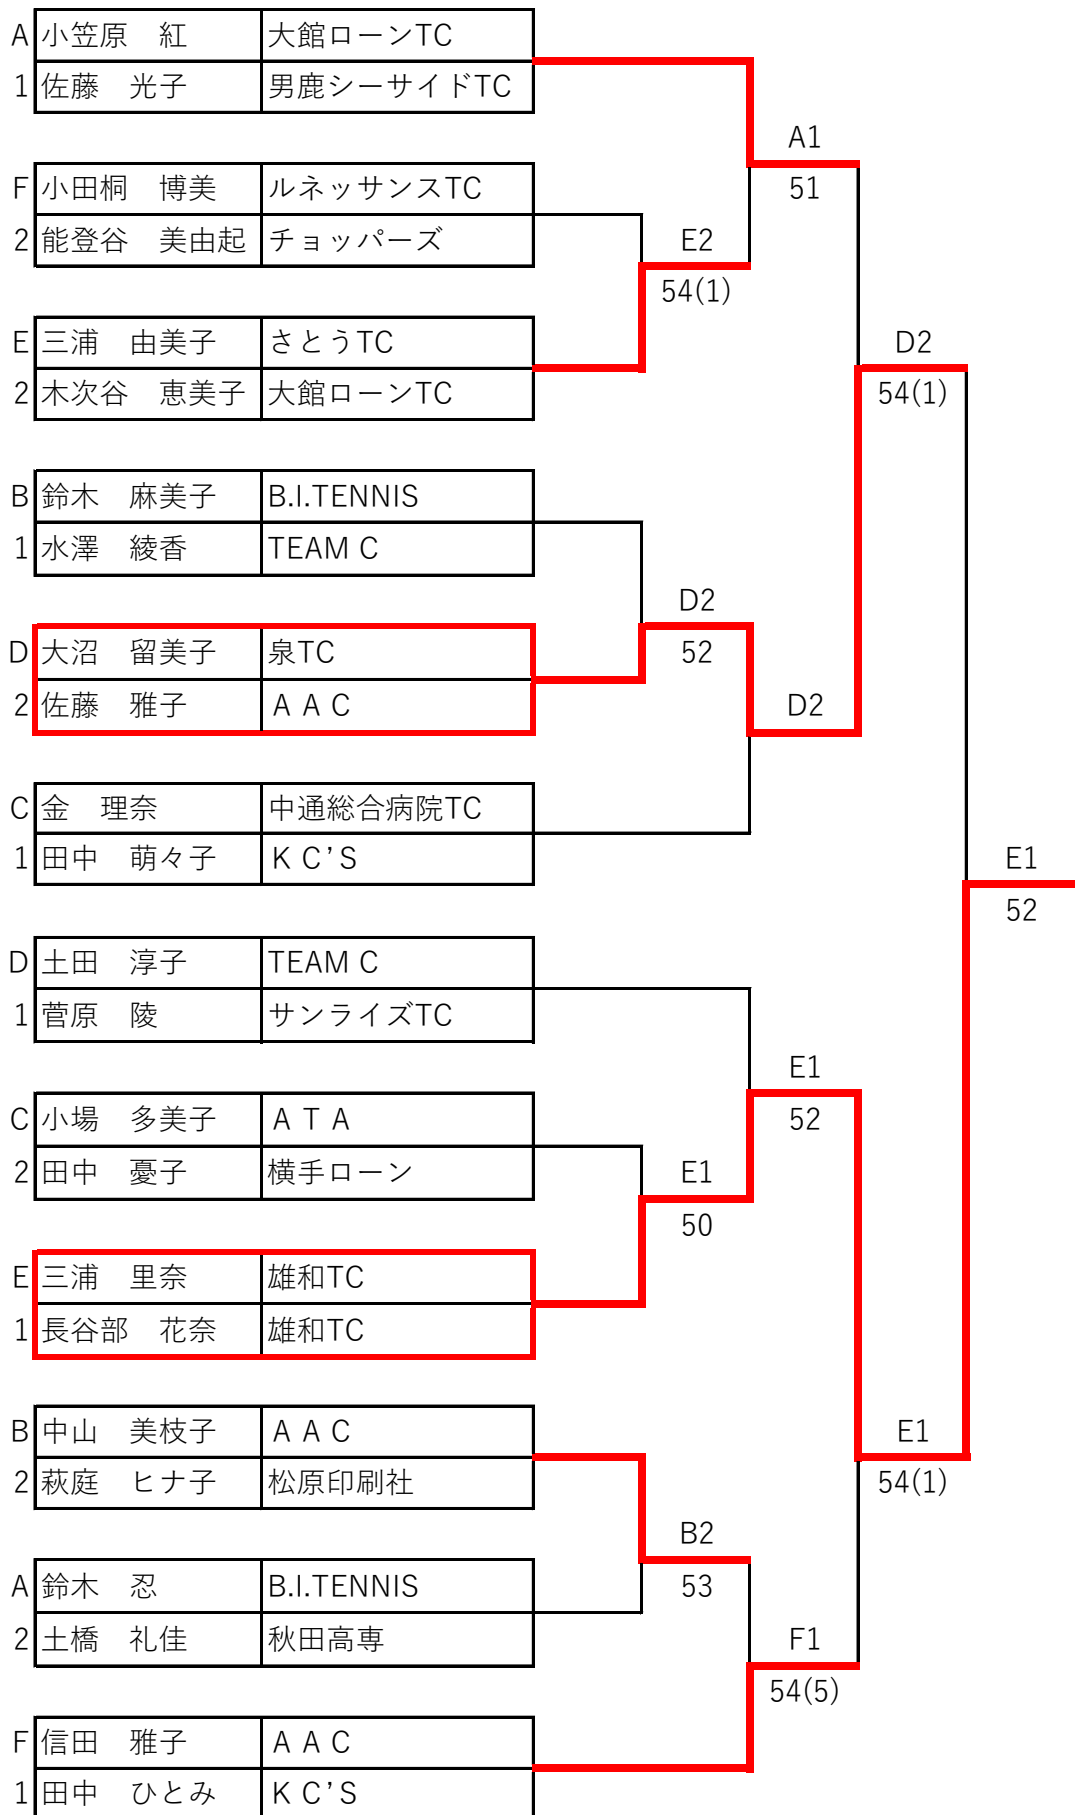 A 小笠原　紅 大館ローンTC
1 佐藤　光子 男鹿シーサイドTC
A1
51
F 小田桐　博美 ルネッサンスTC
2 能登谷　美由起 チョッパーズ
E2
54(1)
E 三浦　由美子 さとうTC
2 木次谷　恵美子 大館ローンTC
D2
54(1)
B 鈴木　麻美子 B.I.TENNIS
1 水澤　綾香 TEAM C
D2
52
D 大沼　留美子 泉TC
2 佐藤　雅子 ＡＡＣ
D2
C 金　理奈 中通総合病院TC
1 田中　萌々子 ＫＣ’Ｓ
E1
52
D 土田　淳子 TEAM C
1 菅原　陵 サンライズTC
E1
52
C 小場　多美子 ＡＴＡ
2 田中　憂子 横手ローン
E1
50
E 三浦　里奈 雄和TC
1 長谷部　花奈 雄和TC
B 中山　美枝子 ＡＡＣ
2 萩庭　ヒナ子 松原印刷社
E1
54(1)
B2
53
A 鈴木　忍 B.I.TENNIS
2 土橋　礼佳 秋田高専
F1
54(5)
F 信田　雅子 ＡＡＣ
1 田中　ひとみ ＫＣ’Ｓ